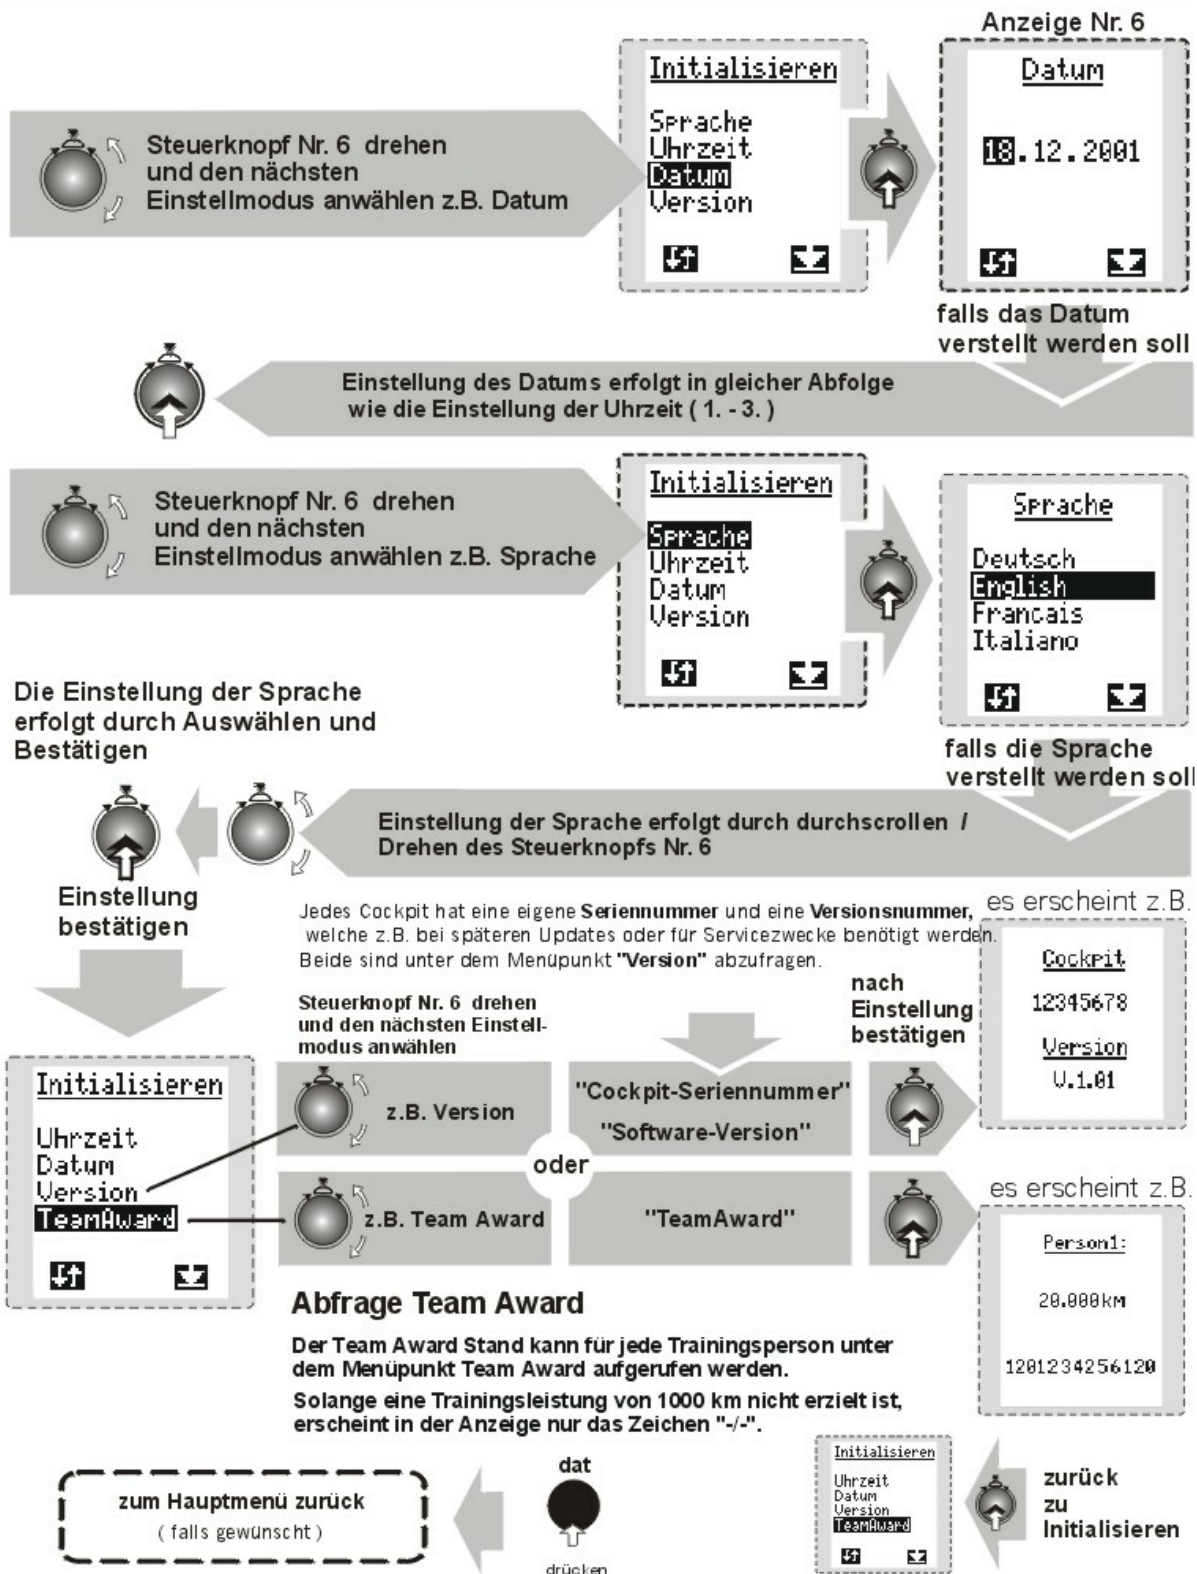 Anzeige Nr. 6
Steuerknopf Nr. 6 drehen
und den nächsten
Einstellmodus anwählen z.B. Datum
Initialisieren
Sprache
Uhrzeit
Datum
Version
Datum
18.12.2001
falls das Datum
verstellt werden soll
Einstellung des Datums erfolgt in gleicher Abfolge
wie die Einstellung der Uhrzeit ( 1. - 3. )
Steuerknopf Nr. 6 drehen
und den nächsten
Einstellmodus anwählen z.B. Sprache
Initialisieren
Sprache
Uhrzeit
Datum
Version
Sprache
Deutsch
English
Francais
Italiano
Die Einstellung der Sprache
erfolgt durch Auswählen und
Bestätigen
falls die Sprache
verstellt werden soll
Einstellung der Sprache erfolgt durch durchscrollen /
Drehen des Steuerknopfs Nr. 6
Einstellung
bestätigen
Jedes Cockpit hat eine eigene Seriennummer und eine Versionsnummer,
welche z.B. bei späteren Updates oder für Servicezwecke benötigt werden.
Beide sind unter dem Menüpunkt "Version" abzufragen.
es erscheint z.B.
Cockpit
12345678
Version
V.1.01
Steuerknopf Nr. 6 drehen
und den nächsten Einstell-
modus anwählen
nach
Einstellung
bestätigen
Initialisieren
Uhrzeit
Datum
Version
TeamAward
z.B. Version
"Cockpit-Seriennummer"
"Software-Version"
oder
z.B. Team Award
"TeamAward"
es erscheint z.B.
Person1:
20.000km
1201234256120
Abfrage Team Award
Der Team Award Stand kann für jede Trainingsperson unter
dem Menüpunkt Team Award aufgerufen werden.
Solange eine Trainingsleistung von 1000 km nicht erzielt ist,
erscheint in der Anzeige nur das Zeichen "-/-".
zum Hauptmenü zurück
( falls gewünscht )
dat
drücken
Initialisieren
Uhrzeit
Datum
Version
TeamAward
zurück
zu
Initialisieren